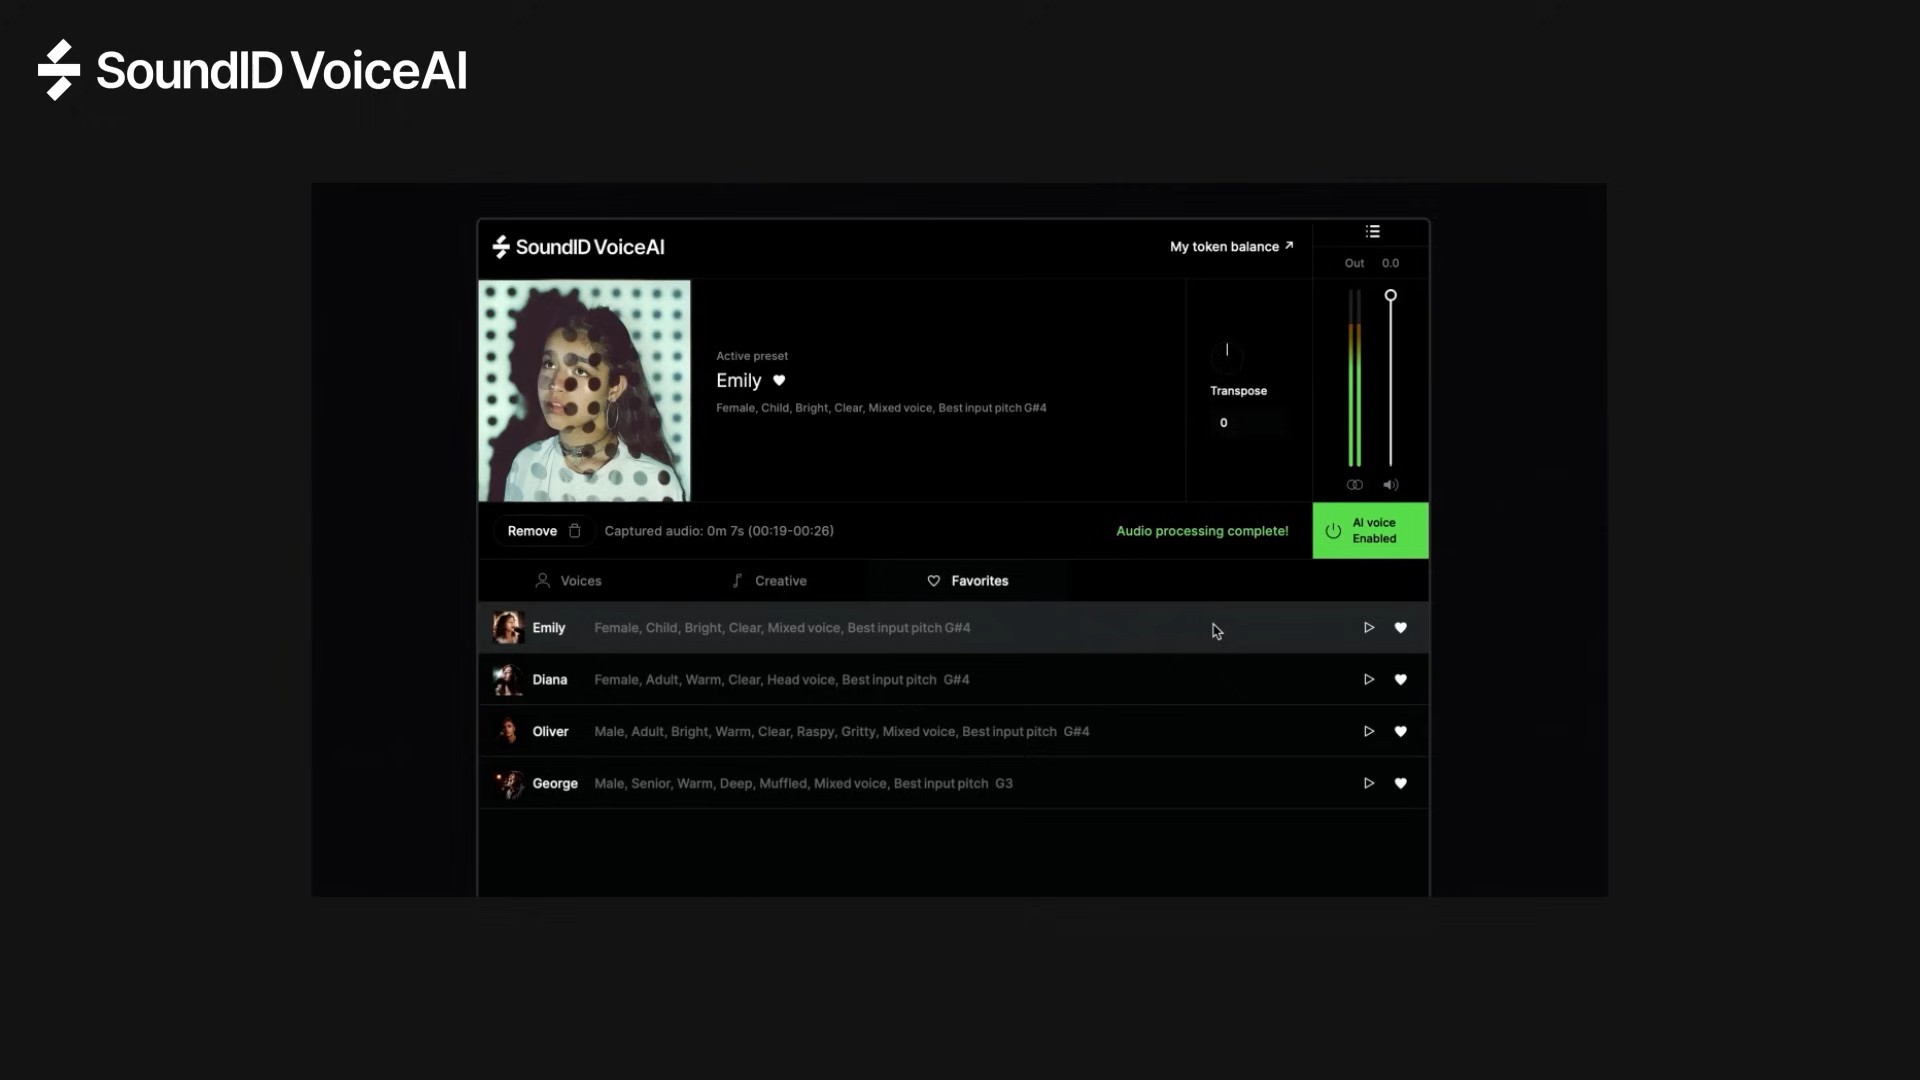 SoundID VoiceAI
SoundID VoiceAI
My token balance
Out 0.0
Active preset
Emily
Female, Child, Bright, Clear, Mixed voice, Best input pitch G#4
Transpose
0
Remove
Captured audio: 0m 7s (00:19-00:26)
Audio processing complete!
AI voice
Enabled
Voices
Creative
Favorites
Emily Female, Child, Bright, Clear, Mixed voice, Best input pitch G#4
Diana Female, Adult, Warm, Clear, Head voice, Best input pitch G#4
Oliver Male, Adult, Bright, Warm, Clear, Raspy, Gritty, Mixed voice, Best input pitch G#4
George Male, Senior, Warm, Deep, Muffled, Mixed voice, Best input pitch G3